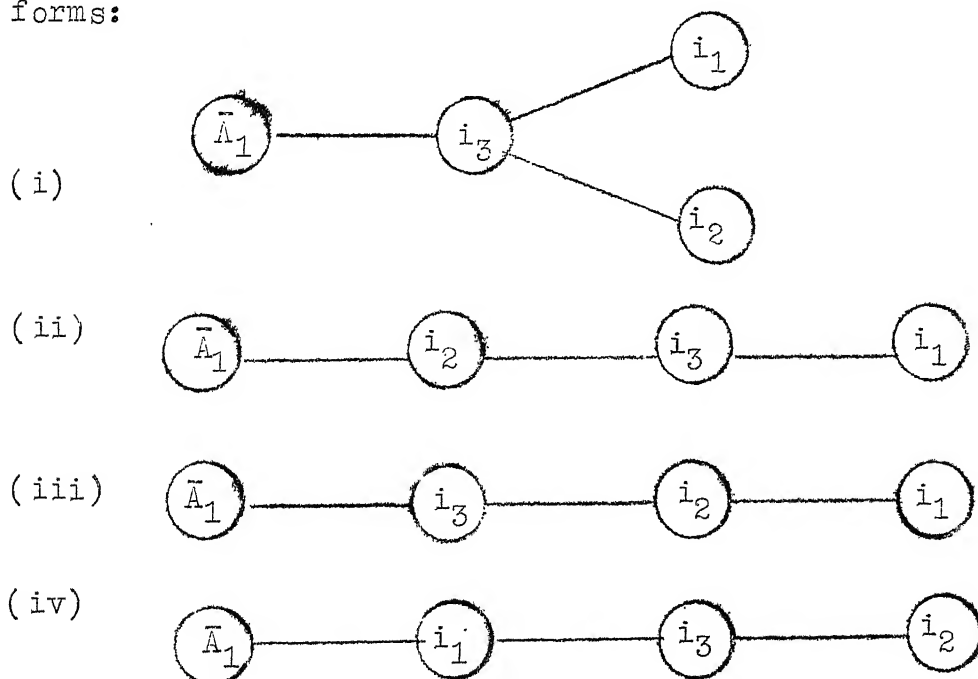 forms:
(i) Ā₁ i₃ i₁ i₂
(ii) Ā₁ i₂ i₃ i₁
(iii) Ā₁ i₃ i₂ i₁
(iv) Ā₁ i₁ i₃ i₂